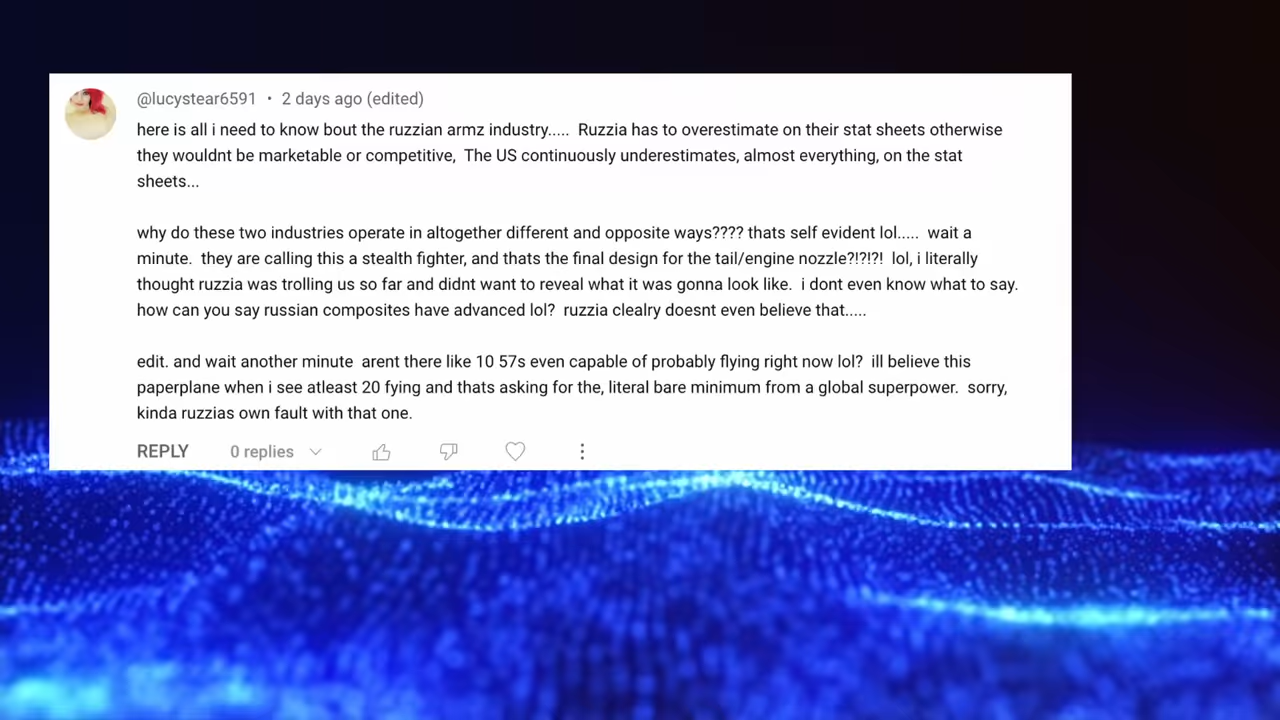 @lucystear6591 • 2 days ago (edited)
here is all i need to know bout the ruzzian armz industry.....  Ruzzia has to overestimate on their stat sheets otherwise
they wouldnt be marketable or competitive,  The US continuously underestimates, almost everything, on the stat
sheets...
why do these two industries operate in altogether different and opposite ways???? thats self evident lol.....  wait a
minute.  they are calling this a stealth fighter, and thats the final design for the tail/engine nozzle?!?!?!  lol, i literally
thought ruzzia was trolling us so far and didnt want to reveal what it was gonna look like.  i dont even know what to say.
how can you say russian composites have advanced lol?  ruzzia clealry doesnt even believe that.....
edit. and wait another minute  arent there like 10 57s even capable of probably flying right now lol?  ill believe this
paperplane when i see atleast 20 fying and thats asking for the, literal bare minimum from a global superpower.  sorry,
kinda ruzzias own fault with that one.
REPLY 0 replies